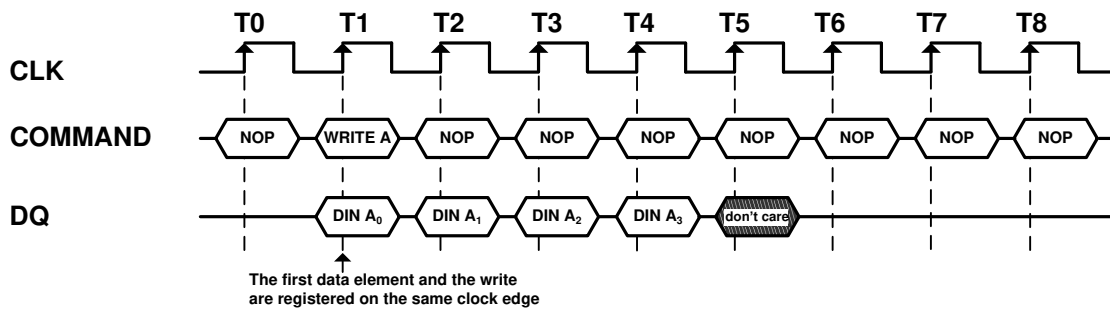 T0 T1 T2 T3 T4 T5 T6 T7 T8
CLK
COMMAND NOP WRITE A NOP NOP NOP NOP NOP NOP NOP
DQ DIN A₀ DIN A₁ DIN A₂ DIN A₃ don't care
The first data element and the write
are registered on the same clock edge